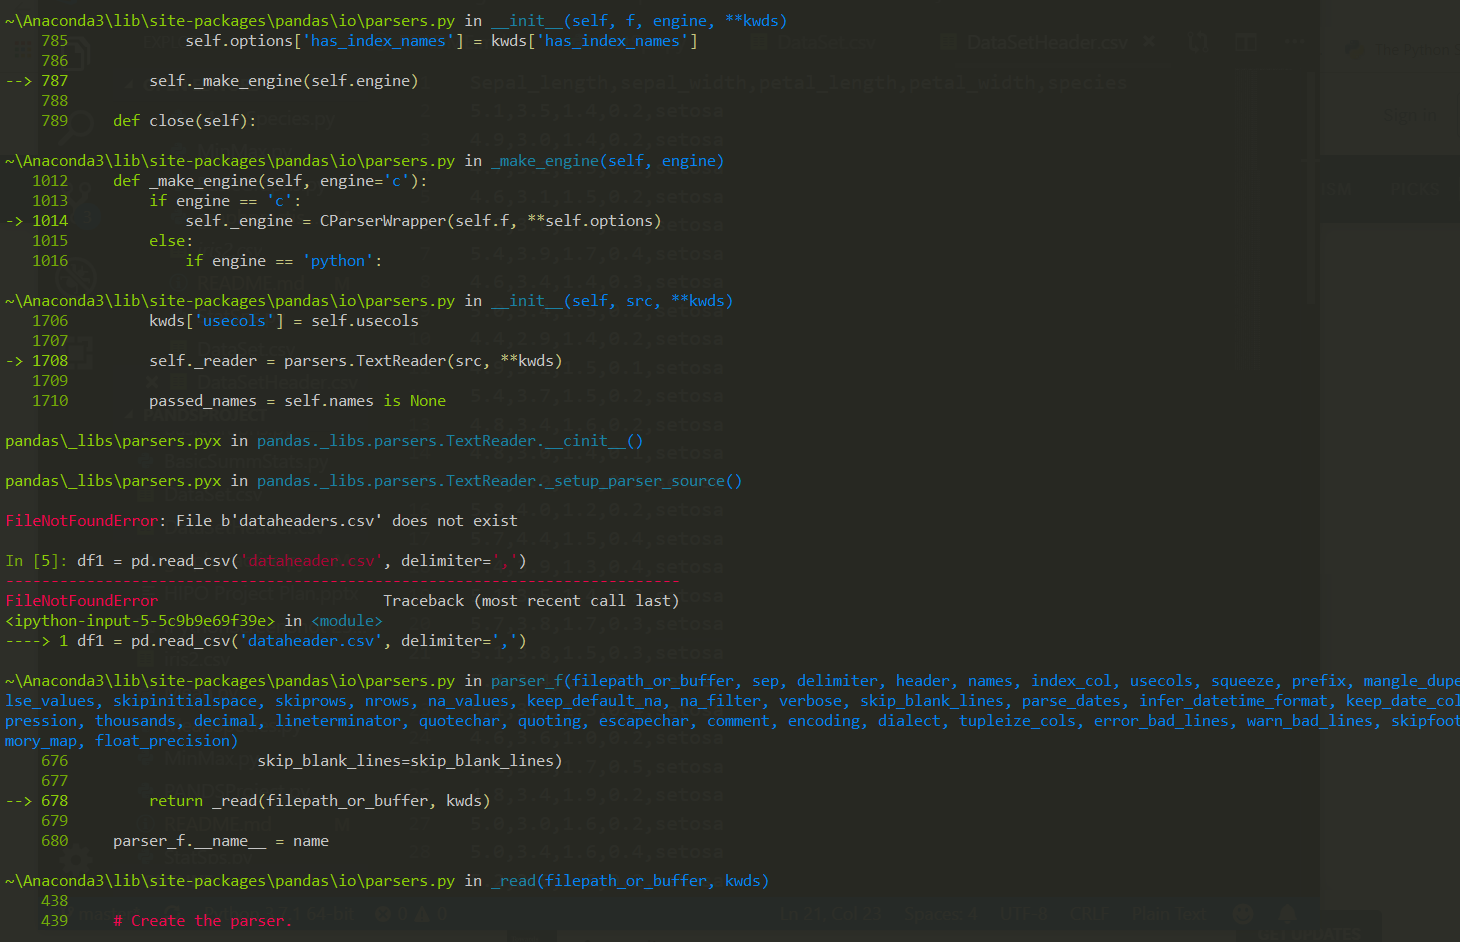 ~\Anaconda3\lib\site-packages\pandas\io\parsers.py in __init__(self, f, engine, **kwds)
    785             self.options['has_index_names'] = kwds['has_index_names']
    786
--> 787         self._make_engine(self.engine)
    788
    789     def close(self):
~\Anaconda3\lib\site-packages\pandas\io\parsers.py in _make_engine(self, engine)
   1012     def _make_engine(self, engine='c'):
   1013         if engine == 'c':
-> 1014             self._engine = CParserWrapper(self.f, **self.options)
   1015         else:
   1016             if engine == 'python':
~\Anaconda3\lib\site-packages\pandas\io\parsers.py in __init__(self, src, **kwds)
   1706         kwds['usecols'] = self.usecols
   1707
-> 1708         self._reader = parsers.TextReader(src, **kwds)
   1709
   1710         passed_names = self.names is None
pandas\_libs\parsers.pyx in pandas._libs.parsers.TextReader.__cinit__()
pandas\_libs\parsers.pyx in pandas._libs.parsers.TextReader._setup_parser_source()
FileNotFoundError: File b'dataheaders.csv' does not exist
In [5]: df1 = pd.read_csv('dataheader.csv', delimiter=',')
---------------------------------------------------------------------------
FileNotFoundError                         Traceback (most recent call last)
<ipython-input-5-5c9b9e69f39e> in <module>
----> 1 df1 = pd.read_csv('dataheader.csv', delimiter=',')
~\Anaconda3\lib\site-packages\pandas\io\parsers.py in parser_f(filepath_or_buffer, sep, delimiter, header, names, index_col, usecols, squeeze, prefix, mangle_dupe
lse_values, skipinitialspace, skiprows, nrows, na_values, keep_default_na, na_filter, verbose, skip_blank_lines, parse_dates, infer_datetime_format, keep_date_col
pression, thousands, decimal, lineterminator, quotechar, quoting, escapechar, comment, encoding, dialect, tupleize_cols, error_bad_lines, warn_bad_lines, skipfoot
mory_map, float_precision)
    676                     skip_blank_lines=skip_blank_lines)
    677
--> 678         return _read(filepath_or_buffer, kwds)
    679
    680     parser_f.__name__ = name
~\Anaconda3\lib\site-packages\pandas\io\parsers.py in _read(filepath_or_buffer, kwds)
    438
    439     # Create the parser.